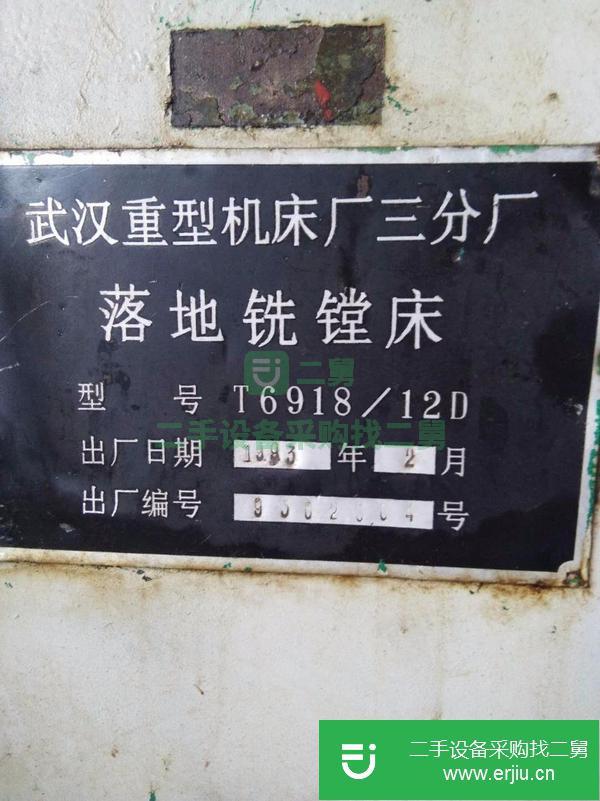 武汉重型机床厂三分厂
落地铣镗床
二舅
型 号 T6918/12D
二手设备采购找二舅
出厂日期 1993 年 2 月
出厂编号 号
二手设备采购找二舅
www.erjiu.cn